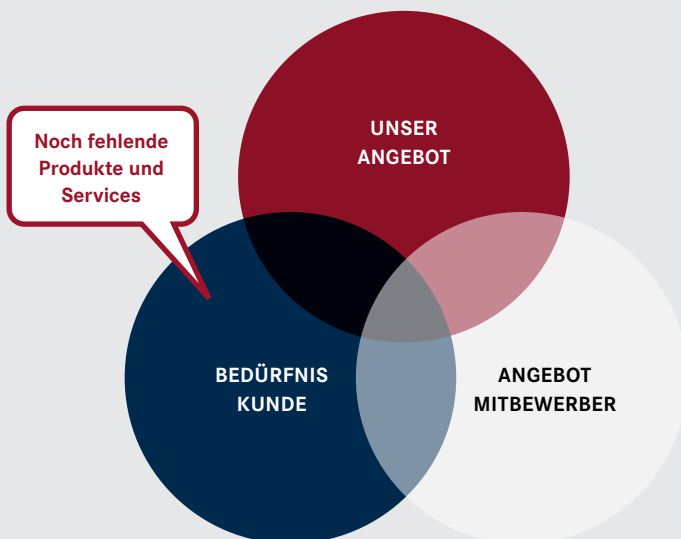 UNSER
ANGEBOT
Noch fehlende
Produkte und
Services
BEDÜRFNIS
KUNDE
ANGEBOT
MITBEWERBER